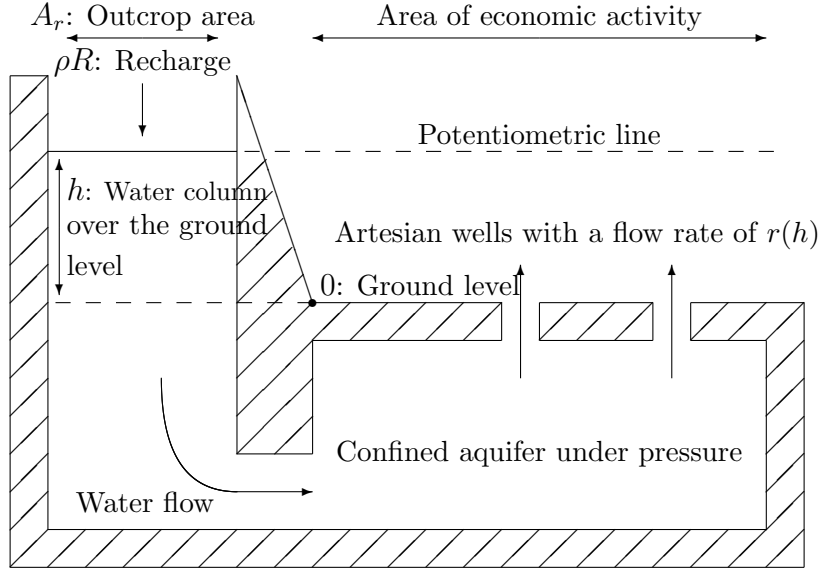 A_r: Outcrop area
Area of economic activity
ρR: Recharge
Potentiometric line
h: Water column
over the ground
level
Artesian wells with a flow rate of r(h)
0: Ground level
Confined aquifer under pressure
Water flow